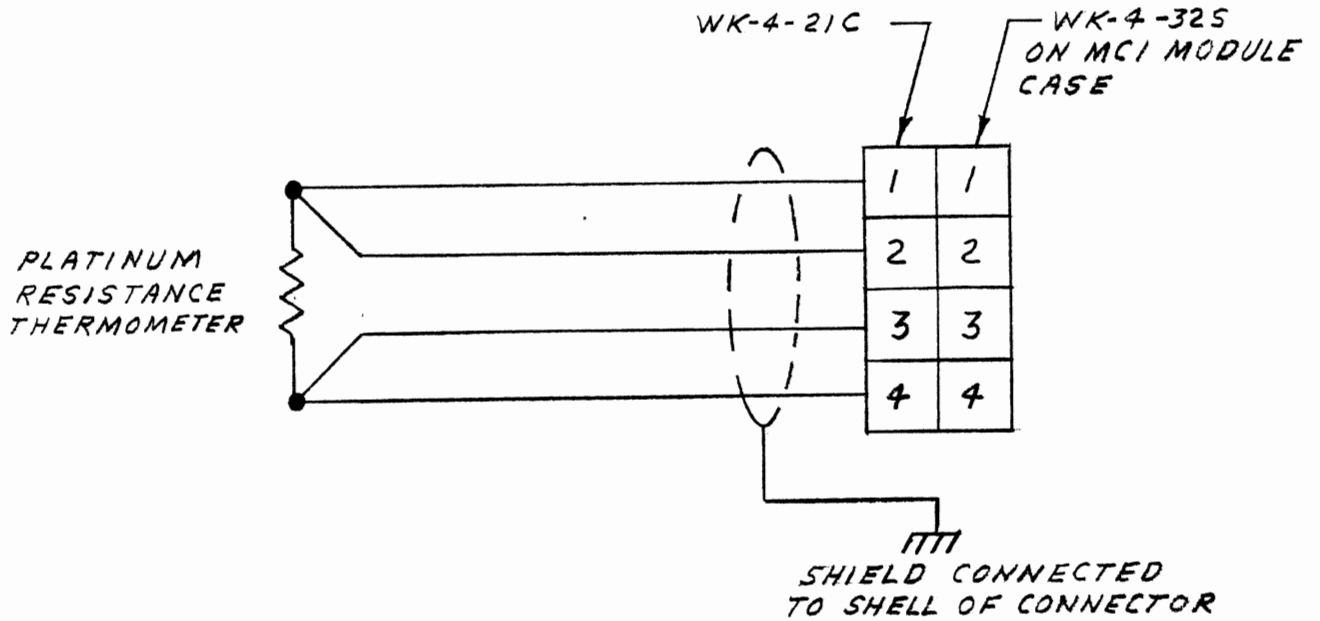 WK-4-21C
WK-4-32S
ON MCI MODULE
CASE
1 1
2 2
3 3
4 4
PLATINUM
RESISTANCE
THERMOMETER
SHIELD CONNECTED
TO SHELL OF CONNECTOR